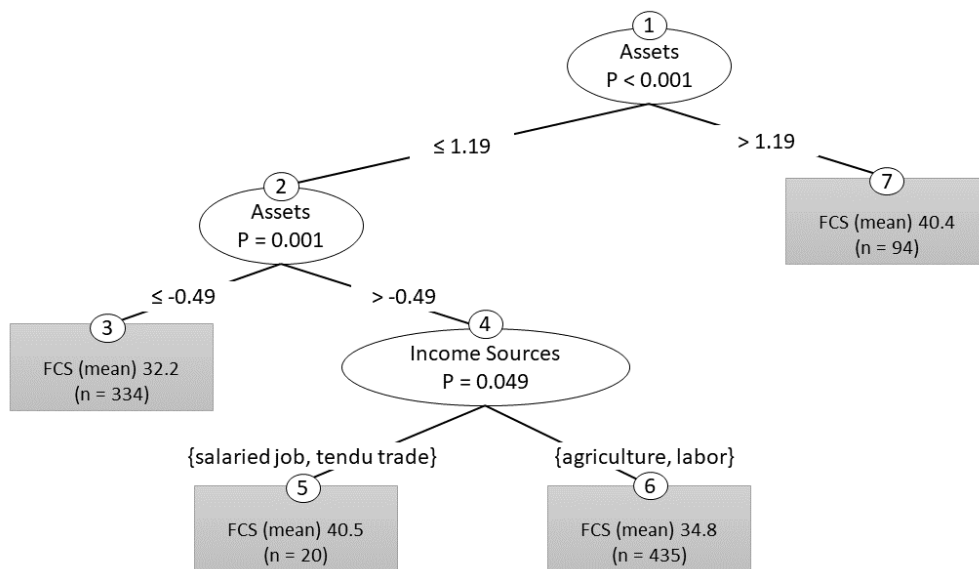 1
Assets
P < 0.001
≤ 1.19
> 1.19
2
Assets
P = 0.001
7
FCS (mean) 40.4
(n = 94)
≤ -0.49
> -0.49
3
FCS (mean) 32.2
(n = 334)
4
Income Sources
P = 0.049
{salaried job, tendu trade}
{agriculture, labor}
5
FCS (mean) 40.5
(n = 20)
6
FCS (mean) 34.8
(n = 435)